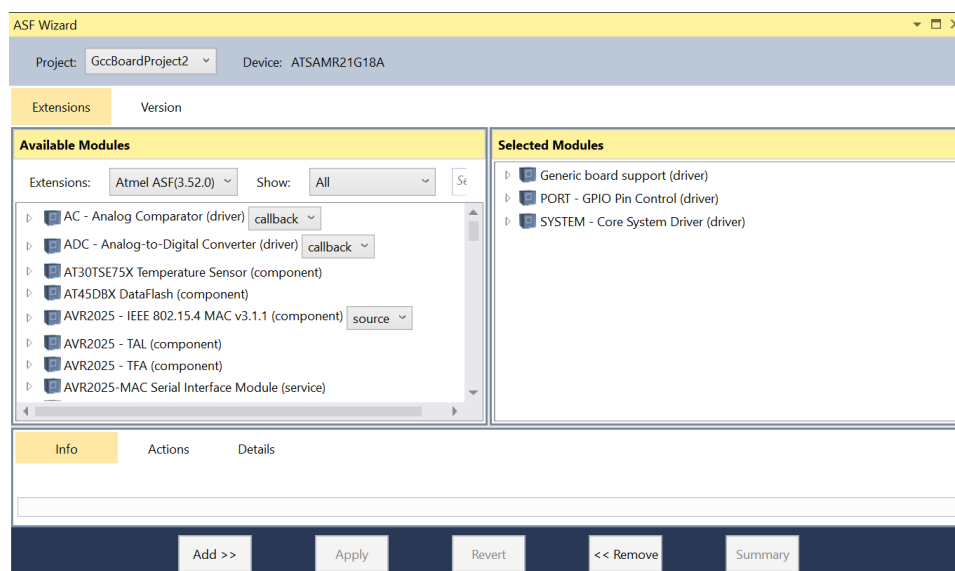 ASF Wizard
Project: GccBoardProject2 Device: ATSAMR21G18A
Extensions Version
Available Modules
Extensions: Atmel ASF(3.52.0) Show: All
AC - Analog Comparator (driver) callback
ADC - Analog-to-Digital Converter (driver) callback
AT30TSE75X Temperature Sensor (component)
AT45DBX DataFlash (component)
AVR2025 - IEEE 802.15.4 MAC v3.1.1 (component) source
AVR2025 - TAL (component)
AVR2025 - TFA (component)
AVR2025-MAC Serial Interface Module (service)
Selected Modules
Generic board support (driver)
PORT - GPIO Pin Control (driver)
SYSTEM - Core System Driver (driver)
Info Actions Details
Add >> Apply Revert << Remove Summary